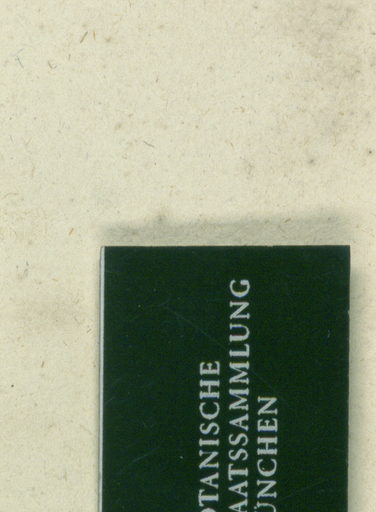 OTANISCHE
AATSSAMMLUNG
ÜNCHEN